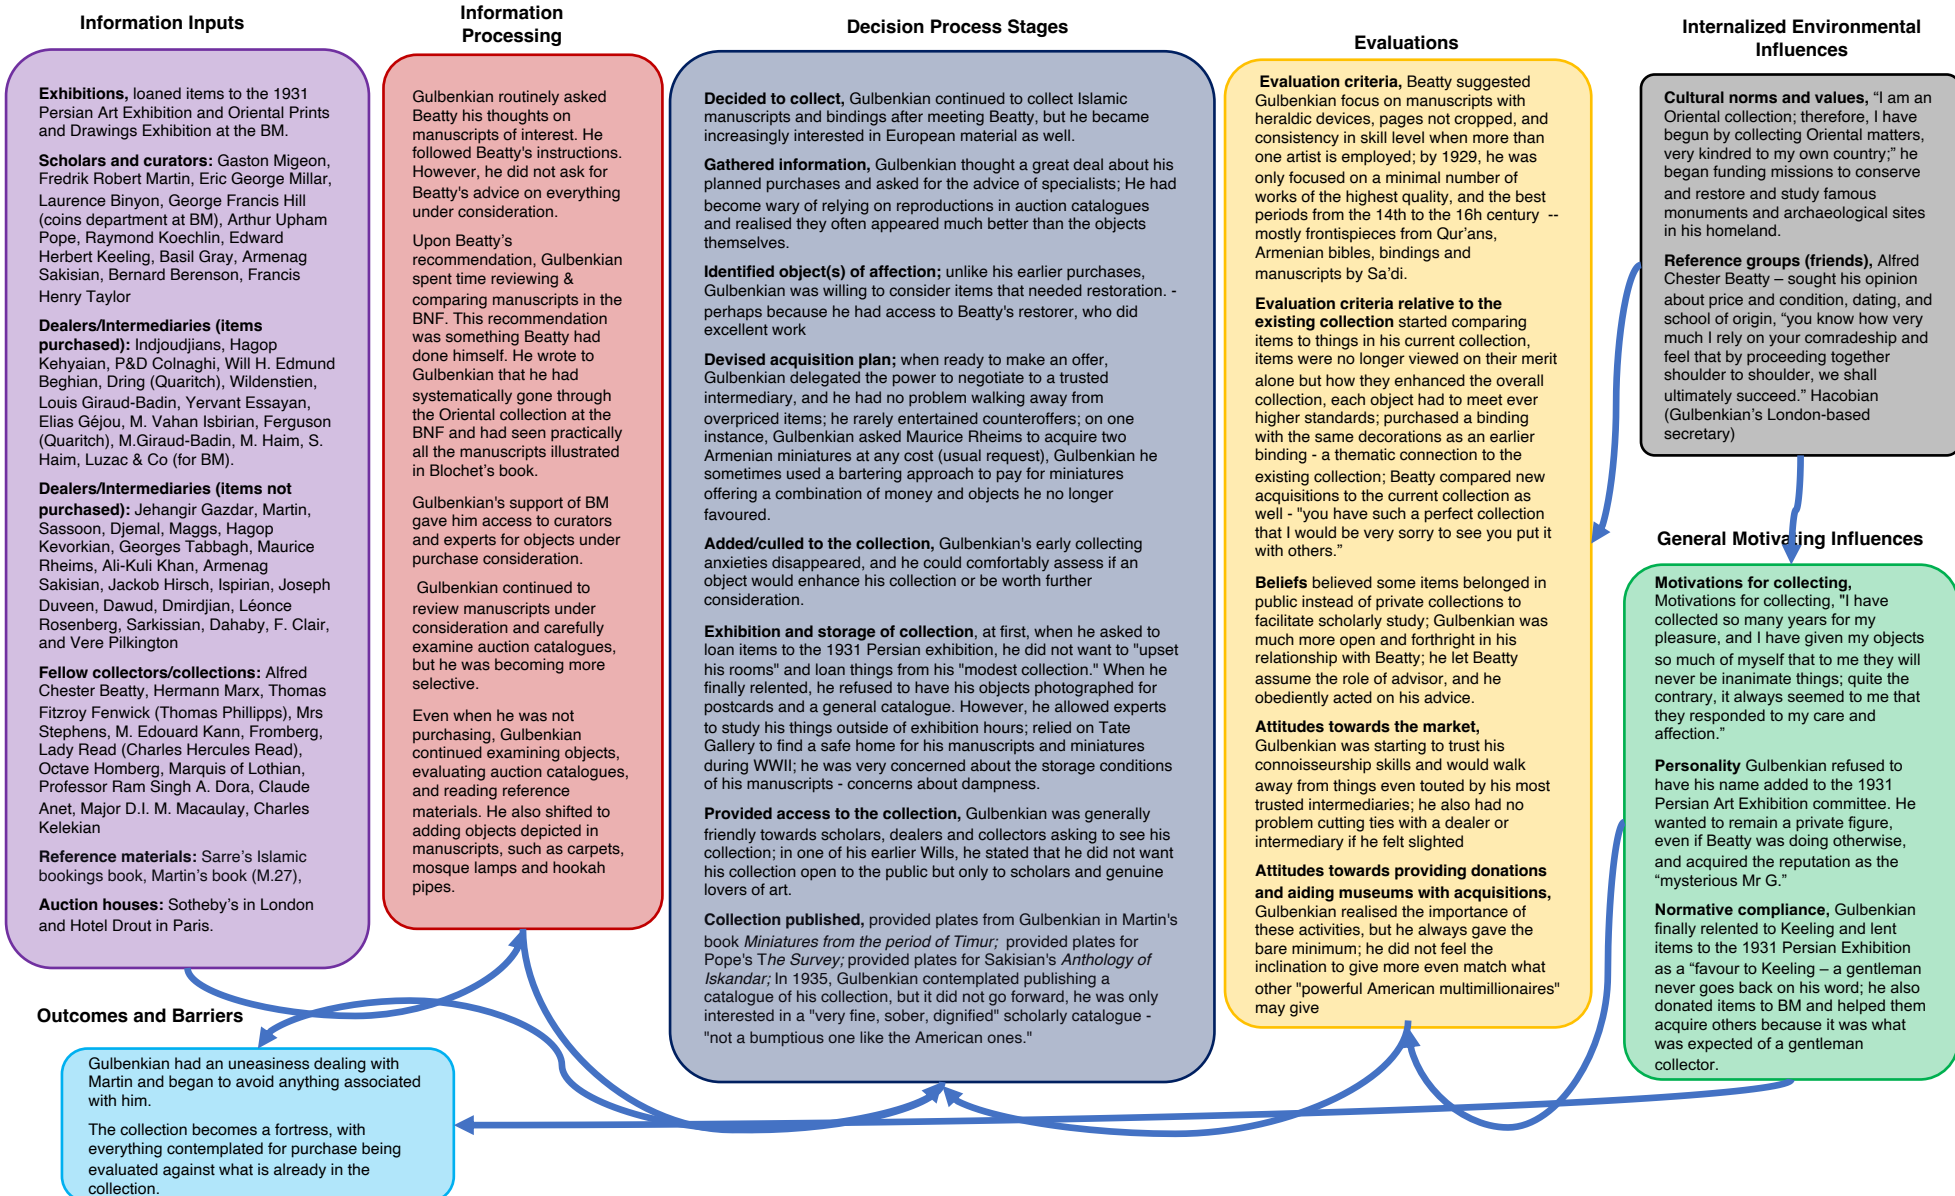 Information Inputs
Exhibitions, loaned items to the 1931
Persian Art Exhibition and Oriental Prints
and Drawings Exhibition at the BM.
Scholars and curators: Gaston Migeon,
Fredrik Robert Martin, Eric George Millar,
Laurence Binyon, George Francis Hill
(coins department at BM), Arthur Upham
Pope, Raymond Koechlin, Edward
Herbert Keeling, Basil Gray, Armenag
Sakisian, Bernard Berenson, Francis
Henry Taylor
Dealers/Intermediaries (items
purchased): Indjoudjians, Hagop
Kehyaian, P&D Colnaghi, Will H. Edmund
Beghian, Dring (Quaritch), Wildenstien,
Louis Giraud-Badin, Yervant Essayan,
Elias Géjou, M. Vahan Isbirian, Ferguson
(Quaritch), M.Giraud-Badin, M. Haim, S.
Haim, Luzac & Co (for BM).
Dealers/Intermediaries (items not
purchased): Jehangir Gazdar, Martin,
Sassoon, Djemal, Maggs, Hagop
Kevorkian, Georges Tabbagh, Maurice
Rheims, Ali-Kuli Khan, Armenag
Sakisian, Jackob Hirsch, Ispirian, Joseph
Duveen, Dawud, Dmirdjian, Léonce
Rosenberg, Sarkissian, Dahaby, F. Clair,
and Vere Pilkington
Fellow collectors/collections: Alfred
Chester Beatty, Hermann Marx, Thomas
Fitzroy Fenwick (Thomas Phillipps), Mrs
Stephens, M. Edouard Kann, Fromberg,
Lady Read (Charles Hercules Read),
Octave Homberg, Marquis of Lothian,
Professor Ram Singh A. Dora, Claude
Anet, Major D.I. M. Macaulay, Charles
Kelekian
Reference materials: Sarre's Islamic
bookings book, Martin's book (M.27),
Auction houses: Sotheby's in London
and Hotel Drout in Paris.
Information
Processing
Gulbenkian routinely asked
Beatty his thoughts on
manuscripts of interest. He
followed Beatty's instructions.
However, he did not ask for
Beatty's advice on everything
under consideration.
Upon Beatty's
recommendation, Gulbenkian
spent time reviewing &
comparing manuscripts in the
BNF. This recommendation
was something Beatty had
done himself. He wrote to
Gulbenkian that he had
systematically gone through
the Oriental collection at the
BNF and had seen practically
all the manuscripts illustrated
in Blochet's book.
Gulbenkian's support of BM
gave him access to curators
and experts for objects under
purchase consideration.
Gulbenkian continued to
review manuscripts under
consideration and carefully
examine auction catalogues,
but he was becoming more
selective.
Even when he was not
purchasing, Gulbenkian
continued examining objects,
evaluating auction catalogues,
and reading reference
materials. He also shifted to
adding objects depicted in
manuscripts, such as carpets,
mosque lamps and hookah
pipes.
Decision Process Stages
Decided to collect, Gulbenkian continued to collect Islamic
manuscripts and bindings after meeting Beatty, but he became
increasingly interested in European material as well.
Gathered information, Gulbenkian thought a great deal about his
planned purchases and asked for the advice of specialists; He had
become wary of relying on reproductions in auction catalogues
and realised they often appeared much better than the objects
themselves.
Identified object(s) of affection; unlike his earlier purchases,
Gulbenkian was willing to consider items that needed restoration. -
perhaps because he had access to Beatty's restorer, who did
excellent work
Devised acquisition plan; when ready to make an offer,
Gulbenkian delegated the power to negotiate to a trusted
intermediary, and he had no problem walking away from
overpriced items; he rarely entertained counteroffers; on one
instance, Gulbenkian asked Maurice Rheims to acquire two
Armenian miniatures at any cost (usual request), Gulbenkian he
sometimes used a bartering approach to pay for miniatures
offering a combination of money and objects he no longer
favoured.
Added/culled to the collection, Gulbenkian's early collecting
anxieties disappeared, and he could comfortably assess if an
object would enhance his collection or be worth further
consideration.
Exhibition and storage of collection, at first, when he asked to
loan items to the 1931 Persian exhibition, he did not want to "upset
his rooms" and loan things from his "modest collection." When he
finally relented, he refused to have his objects photographed for
postcards and a general catalogue. However, he allowed experts
to study his things outside of exhibition hours; relied on Tate
Gallery to find a safe home for his manuscripts and miniatures
during WWII; he was very concerned about the storage conditions
of his manuscripts - concerns about dampness.
Provided access to the collection, Gulbenkian was generally
friendly towards scholars, dealers and collectors asking to see his
collection; in one of his earlier Wills, he stated that he did not want
his collection open to the public but only to scholars and genuine
lovers of art.
Collection published, provided plates from Gulbenkian in Martin's
book Miniatures from the period of Timur; provided plates for
Pope's The Survey; provided plates for Sakisian's Anthology of
Iskandar; In 1935, Gulbenkian contemplated publishing a
catalogue of his collection, but it did not go forward, he was only
interested in a "very fine, sober, dignified" scholarly catalogue -
"not a bumptious one like the American ones."
Evaluations
Evaluation criteria, Beatty suggested
Gulbenkian focus on manuscripts with
heraldic devices, pages not cropped, and
consistency in skill level when more than
one artist is employed; by 1929, he was
only focused on a minimal number of
works of the highest quality, and the best
periods from the 14th to the 16th century --
mostly frontispieces from Qur'ans,
Armenian bibles, bindings and
manuscripts by Sa'di.
Evaluation criteria relative to the
existing collection started comparing
items to things in his current collection,
items were no longer viewed on their merit
alone but how they enhanced the overall
collection, each object had to meet ever
higher standards; purchased a binding
with the same decorations as an earlier
binding - a thematic connection to the
existing collection; Beatty compared new
acquisitions to the current collection as
well - "you have such a perfect collection
that I would be very sorry to see you put it
with others."
Beliefs believed some items belonged in
public instead of private collections to
facilitate scholarly study; Gulbenkian was
much more open and forthright in his
relationship with Beatty; he let Beatty
assume the role of advisor, and he
obediently acted on his advice.
Attitudes towards the market,
Gulbenkian was starting to trust his
connoisseurship skills and would walk
away from things even touted by his most
trusted intermediaries; he also had no
problem cutting ties with a dealer or
intermediary if he felt slighted
Attitudes towards providing donations
and aiding museums with acquisitions,
Gulbenkian realised the importance of
these activities, but he always gave the
bare minimum; he did not feel the
inclination to give more even match what
other "powerful American multimillionaires"
may give
Internalized Environmental
Influences
Cultural norms and values, "I am an
Oriental collection; therefore, I have
begun by collecting Oriental matters,
very kindred to my own country;" he
began funding missions to conserve
and restore and study famous
monuments and archaeological sites
in his homeland.
Reference groups (friends), Alfred
Chester Beatty – sought his opinion
about price and condition, dating, and
school of origin, "you know how very
much I rely on your comradeship and
feel that by proceeding together
shoulder to shoulder, we shall
ultimately succeed." Hacobian
(Gulbenkian's London-based
secretary)
General Motivating Influences
Motivations for collecting,
Motivations for collecting, "I have
collected so many years for my
pleasure, and I have given my objects
so much of myself that to me they will
never be inanimate things; quite the
contrary, it always seemed to me that
they responded to my care and
affection."
Personality Gulbenkian refused to
have his name added to the 1931
Persian Art Exhibition committee. He
wanted to remain a private figure,
even if Beatty was doing otherwise,
and acquired the reputation as the
"mysterious Mr G."
Normative compliance, Gulbenkian
finally relented to Keeling and lent
items to the 1931 Persian Exhibition
as a "favour to Keeling – a gentleman
never goes back on his word; he also
donated items to BM and helped them
acquire others because it was what
was expected of a gentleman
collector.
Outcomes and Barriers
Gulbenkian had an uneasiness dealing with
Martin and began to avoid anything associated
with him.
The collection becomes a fortress, with
everything contemplated for purchase being
evaluated against what is already in the
collection.